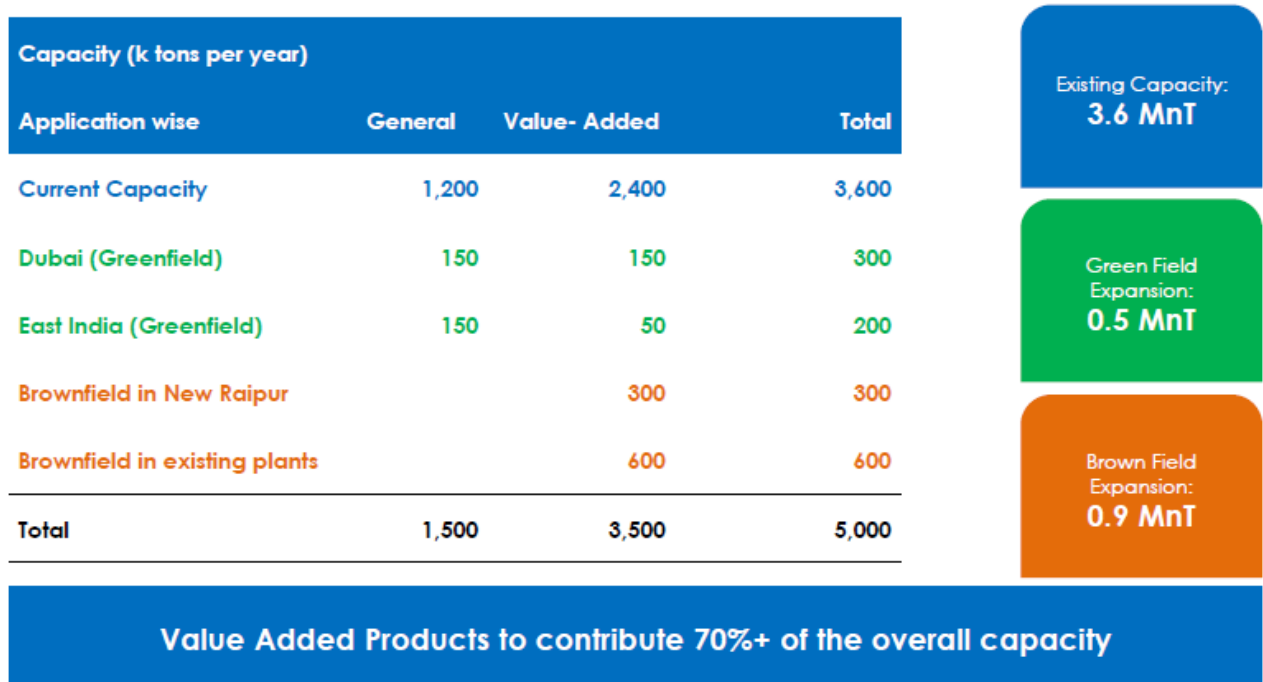 Capacity (k tons per year)
Application wise General Value- Added Total
Current Capacity 1,200 2,400 3,600
Dubai (Greenfield) 150 150 300
East India (Greenfield) 150 50 200
Brownfield in New Raipur 300 300
Brownfield in existing plants 600 600
Total 1,500 3,500 5,000
Existing Capacity:
3.6 MnT
Green Field
Expansion:
0.5 MnT
Brown Field
Expansion:
0.9 MnT
Value Added Products to contribute 70%+ of the overall capacity